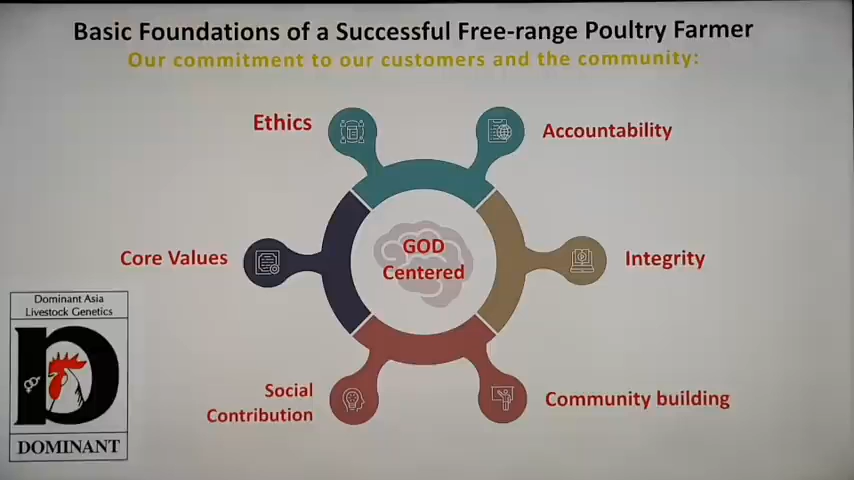 Basic Foundations of a Successful Free-range Poultry Farmer
Our commitment to our customers and the community:
Ethics
Accountability
Core Values
GOD
Centered
Integrity
Social
Contribution
Community building
Dominant Asia
Livestock Genetics
DOMINANT